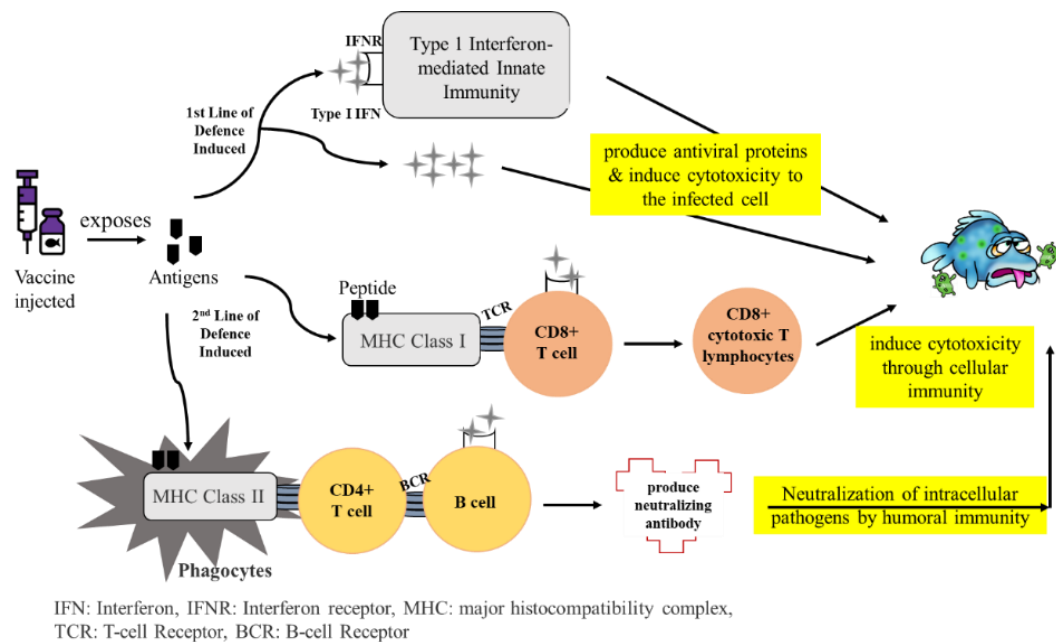 IFNR
Type 1 Interferon-
mediated Innate
Immunity
1st Line of
Defence
Induced
Type I IFN
produce antiviral proteins
& induce cytotoxicity to
the infected cell
exposes
Vaccine
injected
Antigens
2nd Line of
Defence
Induced
Peptide
MHC Class I
TCR
CD8+
T cell
CD8+
cytotoxic T
lymphocytes
induce cytotoxicity
through cellular
immunity
MHC Class II
CD4+
T cell
BCR
B cell
produce
neutralizing
antibody
Neutralization of intracellular
pathogens by humoral immunity
Phagocytes
IFN: Interferon, IFNR: Interferon receptor, MHC: major histocompatibility complex,
TCR: T-cell Receptor, BCR: B-cell Receptor